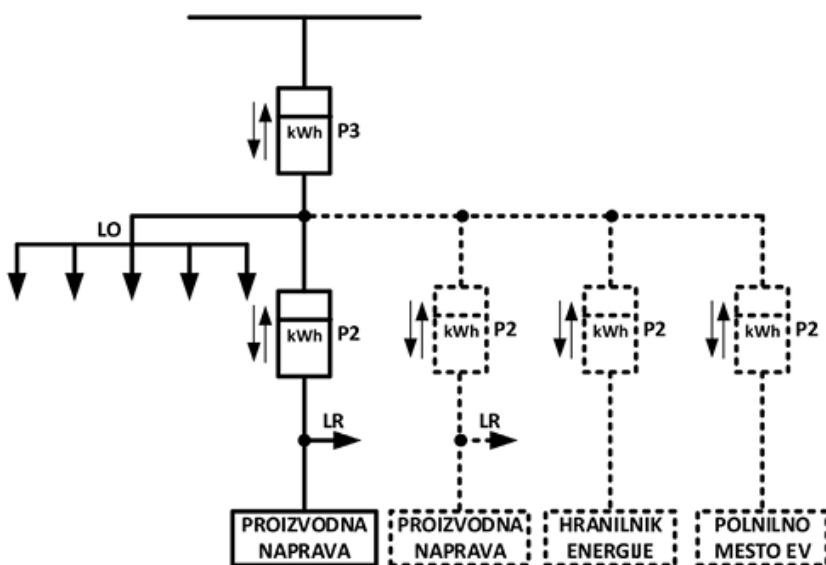 kWh P3
LO
kWh P2
kWh P2
kWh P2
kWh P2
LR
LR
PROIZVODNA
NAPRAVA
PROIZVODNA
NAPRAVA
HRANILNIK
ENERGIJE
POLNILNO
MESTO EV